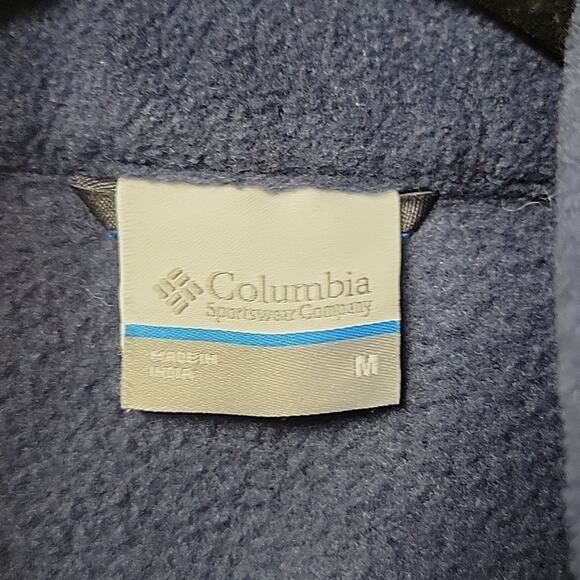 Columbia
Sportswear Company
MADE IN
INDIA
M